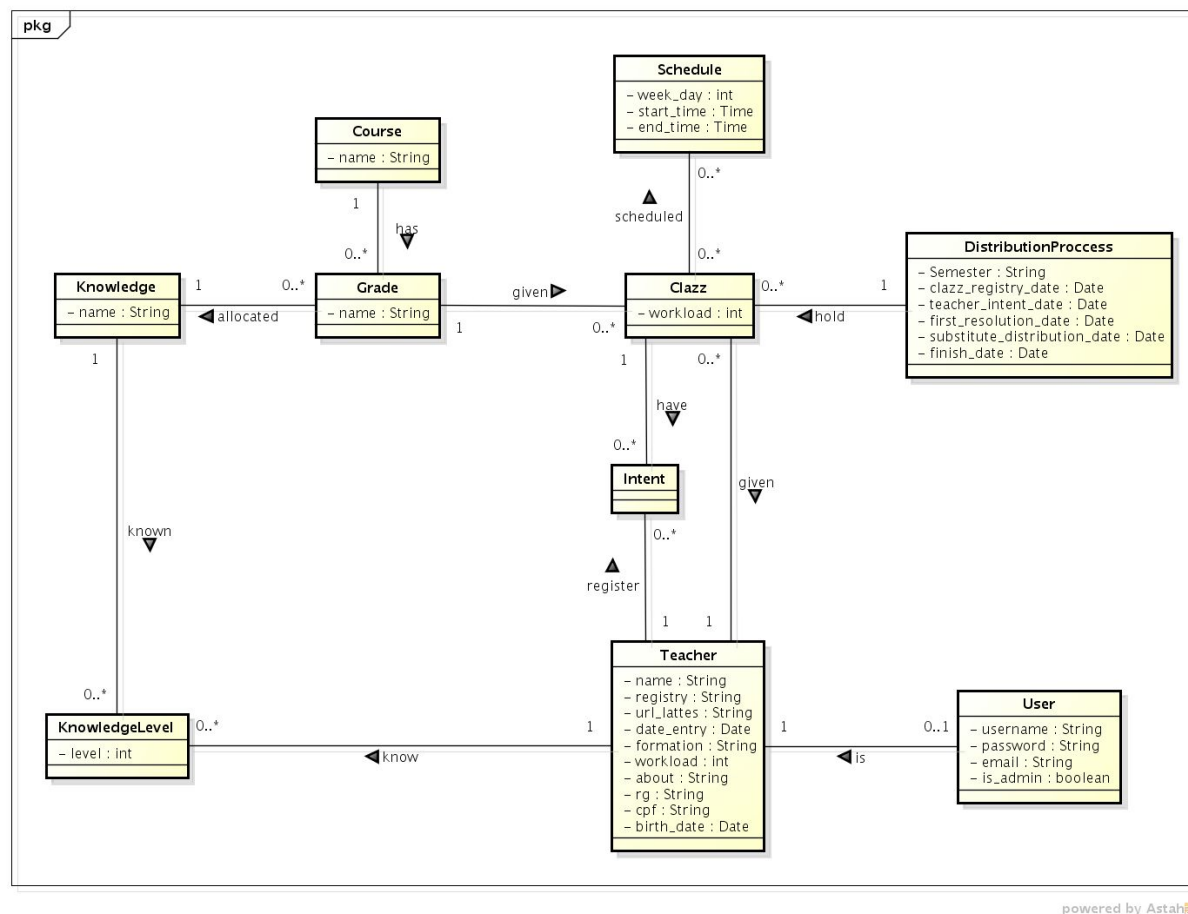 pkg
Schedule
– week_day : int
– start_time : Time
– end_time : Time
Course
– name : String
0..*
scheduled
0..*
1
has
0..*
DistributionProccess
– Semester : String
– clazz_registry_date : Date
– teacher_intent_date : Date
– first_resolution_date : Date
– substitute_distribution_date : Date
– finish_date : Date
Knowledge
– name : String
1
0..*
allocated
Grade
– name : String
given
1
0..*
Clazz
– workload : int
0..*
1
hold
1
1
0..*
have
0..*
Intent
given
0..*
register
known
1
1
Teacher
– name : String
– registry : String
– url_lattes : String
– date_entry : Date
– formation : String
– workload : int
– about : String
– rg : String
– cpf : String
– birth_date : Date
0..*
KnowledgeLevel
– level : int
0..*
1
know
1
0..1
is
User
– username : String
– password : String
– email : String
– is_admin : boolean
powered by Astah